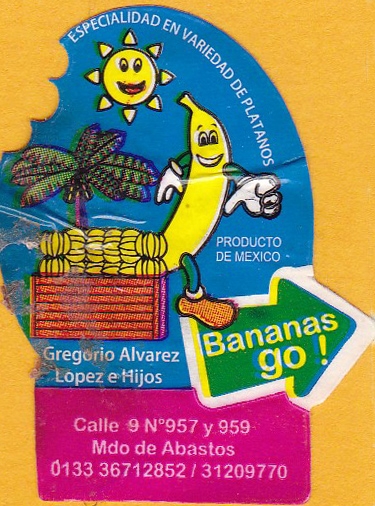 ESPECIALIDAD EN VARIEDAD DE PLATANOS
PRODUCTO
DE MEXICO
Bananas
go !
Gregorio Alvarez
Lopez e Hijos
Calle 9 N°957 y 959
Mdo de Abastos
0133 36712852 / 31209770